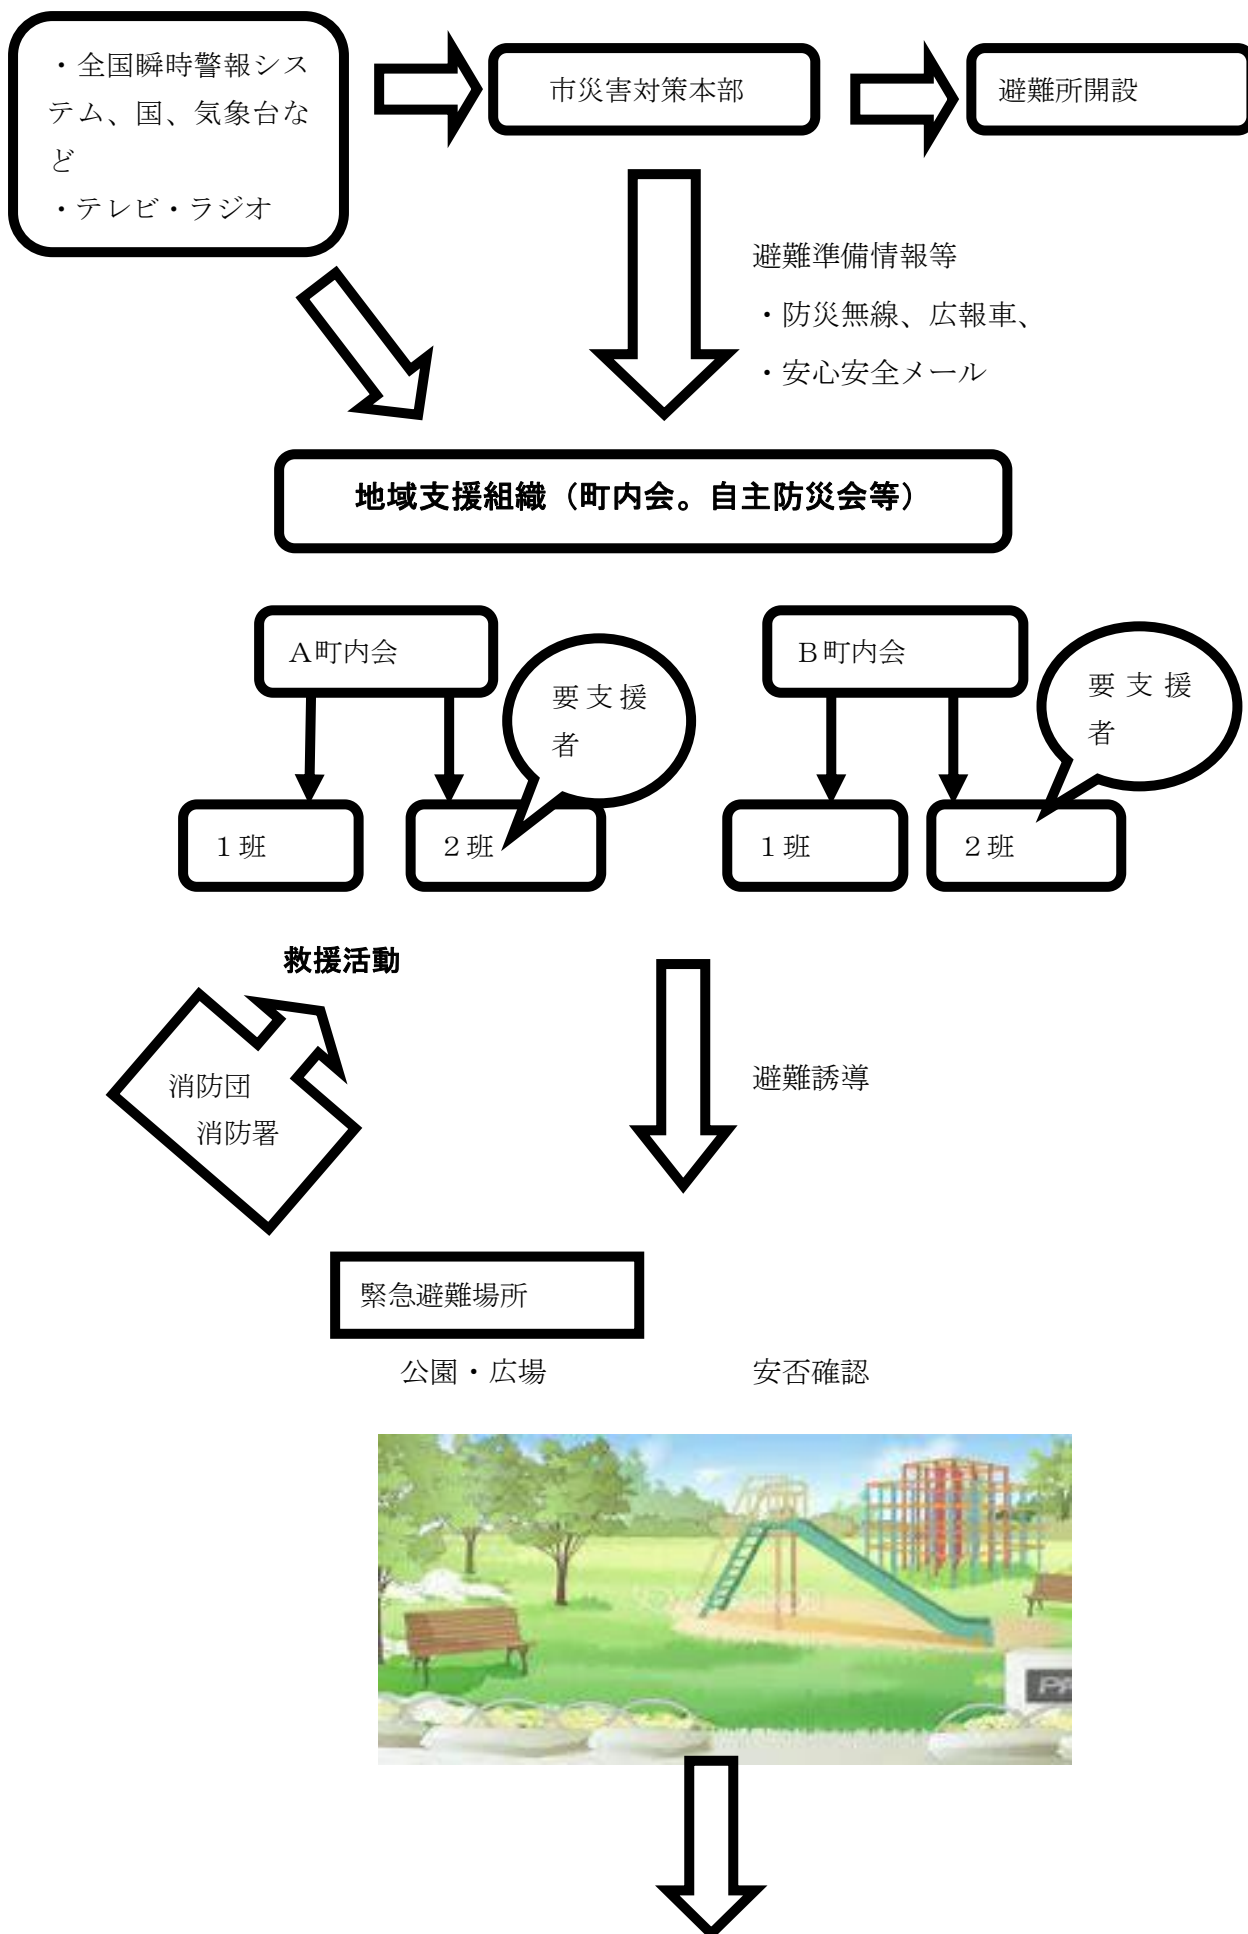 ・全国瞬時警報シス
テム、国、気象台な
ど
・テレビ・ラジオ
市災害対策本部
避難所開設
避難準備情報等
・防災無線、広報車、
・安心安全メール
地域支援組織（町内会。自主防災会等）
Ａ町内会
要支援
者
Ｂ町内会
要支援
者
１班
２班
１班
２班
救援活動
消防団
消防署
避難誘導
緊急避難場所
公園・広場
安否確認